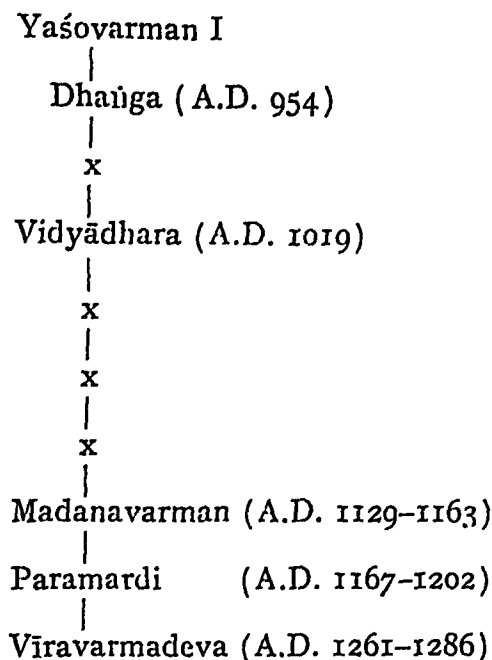 Yaśovarman I
Dhaṅga (A.D. 954)
x
Vidyādhara (A.D. 1019)
x
x
x
Madanavarman (A.D. 1129–1163)
Paramardi (A.D. 1167–1202)
Vīravarmadeva (A.D. 1261–1286)